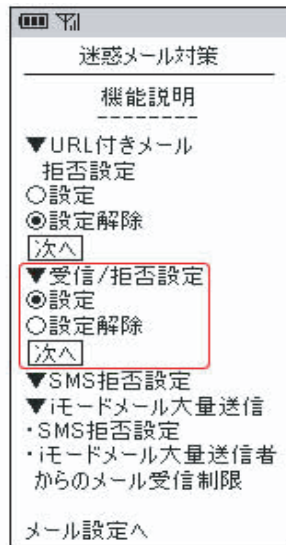 迷惑メール対策
機能説明
▼URL付きメール
拒否設定
○設定
◉設定解除
次へ
▼受信/拒否設定
◉設定
○設定解除
次へ
▼SMS拒否設定
▼iモードメール大量送信
・SMS拒否設定
・iモードメール大量送信者
からのメール受信制限
メール設定へ